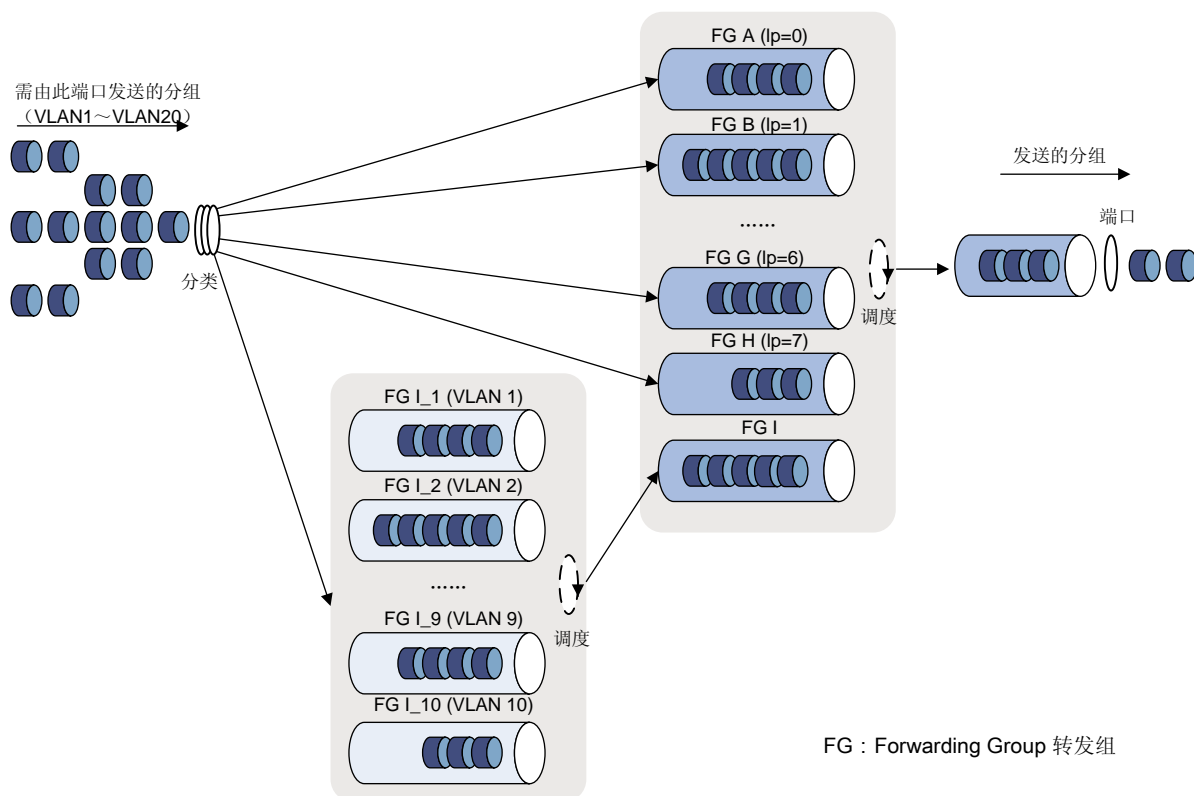 需由此端口发送的分组
（VLAN1～VLAN20）
分类
FG A (lp=0)
FG B (lp=1)
……
FG G (lp=6)
FG H (lp=7)
FG I
调度
发送的分组
端口
FG I_1 (VLAN 1)
FG I_2 (VLAN 2)
……
FG I_9 (VLAN 9)
FG I_10 (VLAN 10)
调度
FG：Forwarding Group 转发组